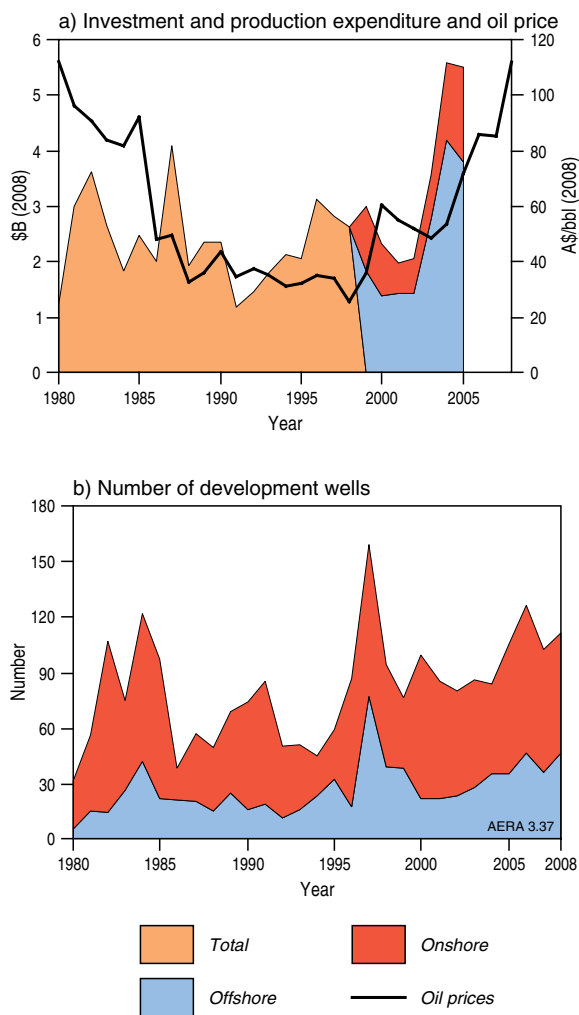 a) Investment and production expenditure and oil price
6 120
5 100
4 80
3 60
2 40
1 20
0 0
$B (2008)
A$/bbl (2008)
1980 1985 1990 1995 2000 2005
Year
b) Number of development wells
180
150
120
90
60
30
0
Number
AERA 3.37
1980 1985 1990 1995 2000 2005 2008
Year
Total Onshore
Offshore Oil prices